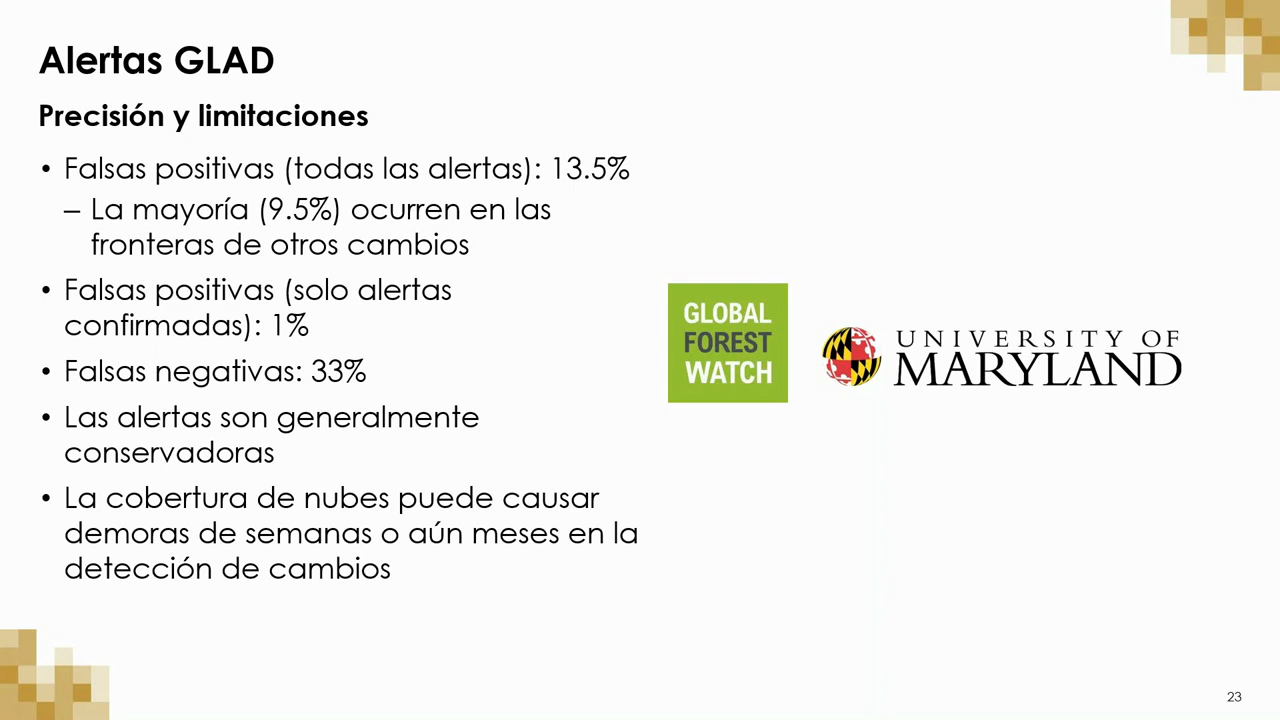 Alertas GLAD
Precisión y limitaciones
• Falsas positivas (todas las alertas): 13.5%
– La mayoría (9.5%) ocurren en las
fronteras de otros cambios
• Falsas positivas (solo alertas
confirmadas): 1%
• Falsas negativas: 33%
• Las alertas son generalmente
conservadoras
• La cobertura de nubes puede causar
demoras de semanas o aún meses en la
detección de cambios
GLOBAL
FOREST
WATCH
UNIVERSITY OF
MARYLAND
23